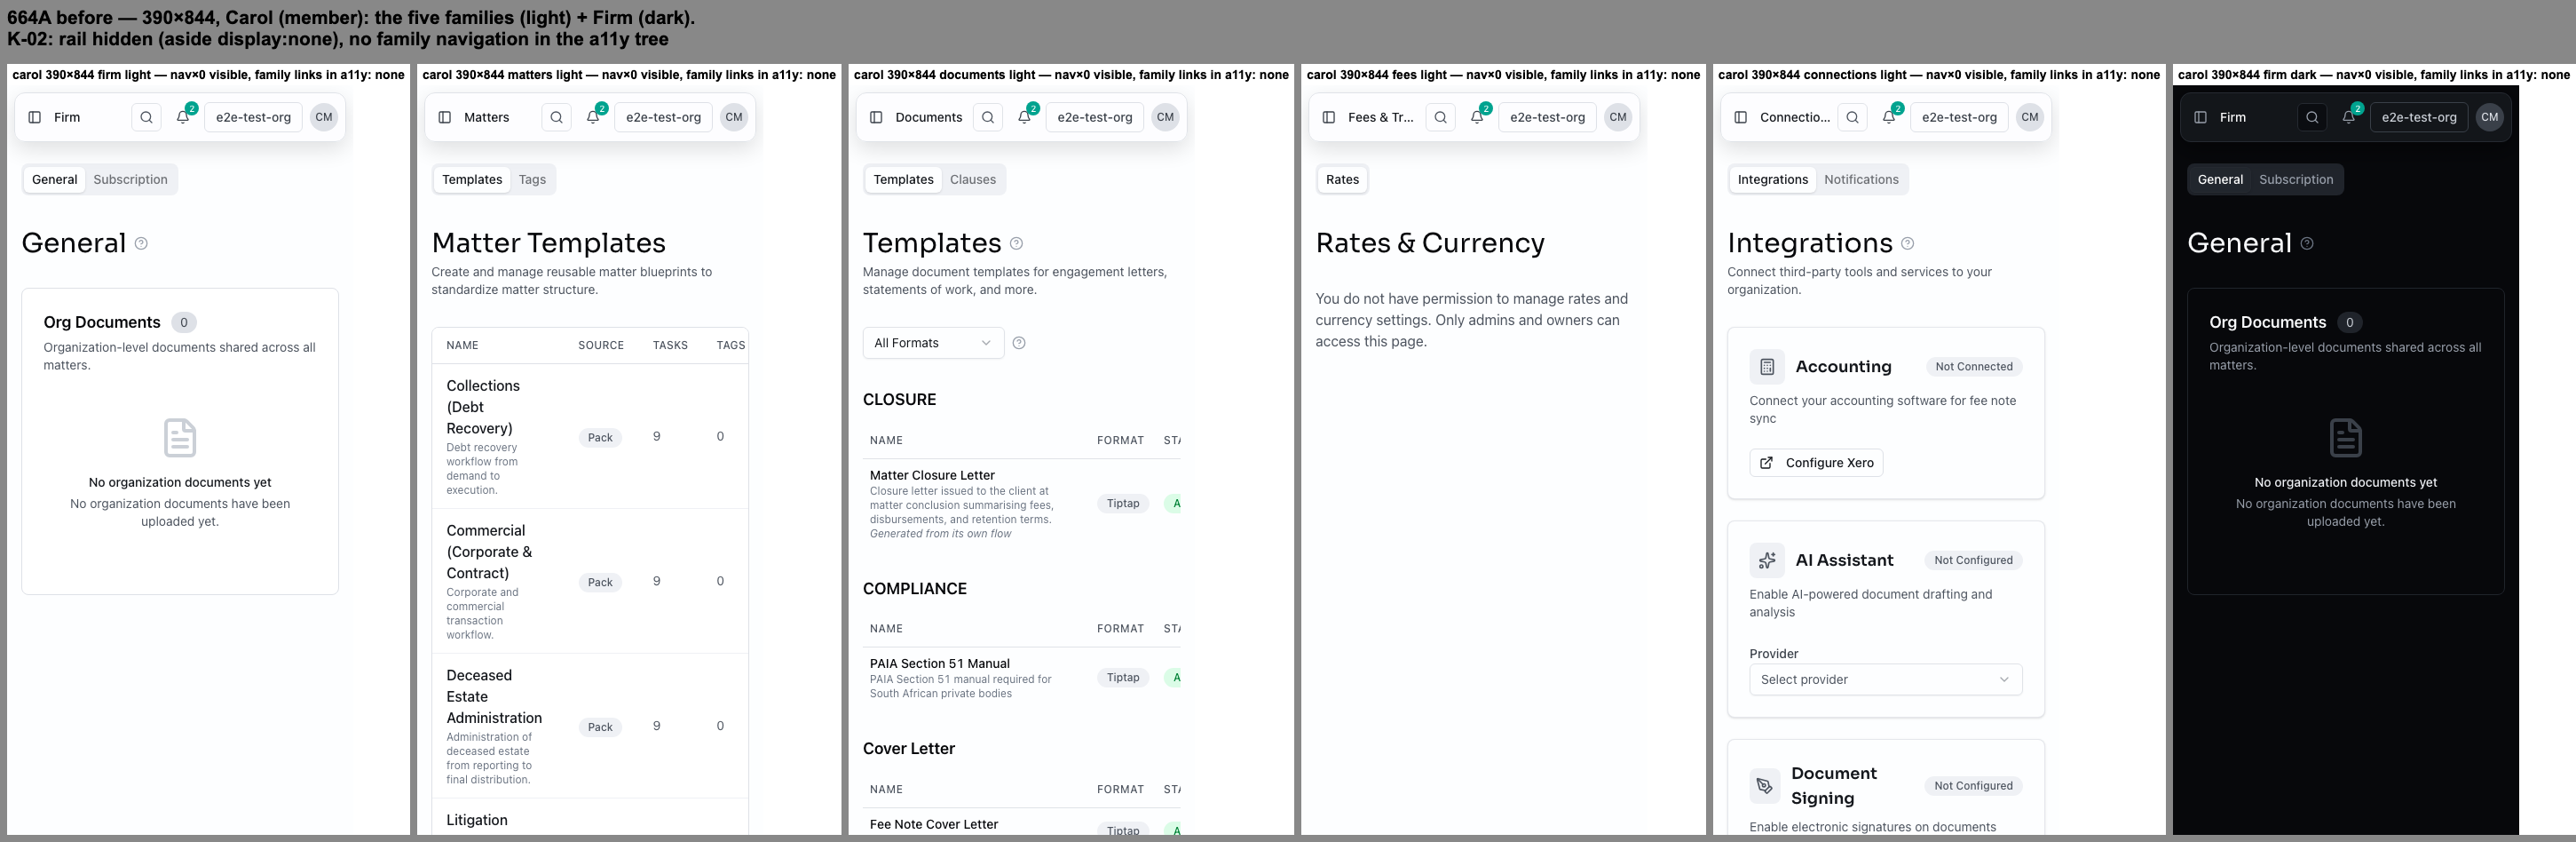 664A before — 390×844, Carol (member): the five families (light) + Firm (dark).
K-02: rail hidden (aside display:none), no family navigation in the a11y tree
carol 390×844 firm light — nav×0 visible, family links in a11y: none
Firm
2
e2e-test-org
CM
General
Subscription
General
Org Documents
0
Organization-level documents shared across all
matters.
No organization documents yet
No organization documents have been
uploaded yet.
carol 390×844 matters light — nav×0 visible, family links in a11y: none
Matters
2
e2e-test-org
CM
Templates
Tags
Matter Templates
Create and manage reusable matter blueprints to
standardize matter structure.
NAME SOURCE TASKS TAGS
Collections
(Debt
Recovery)
Debt recovery
workflow from
demand to
execution.
Pack
9
0
Commercial
(Corporate &
Contract)
Corporate and
commercial
transaction
workflow.
Pack
9
0
Deceased
Estate
Administration
Administration of
deceased estate
from reporting to
final distribution.
Pack
9
0
Litigation
carol 390×844 documents light — nav×0 visible, family links in a11y: none
Documents
2
e2e-test-org
CM
Templates
Clauses
Templates
Manage document templates for engagement letters,
statements of work, and more.
All Formats
CLOSURE
NAME FORMAT STA
Matter Closure Letter
Closure letter issued to the client at
matter conclusion summarising fees,
disbursements, and retention terms.
Generated from its own flow
Tiptap
A
COMPLIANCE
NAME FORMAT STA
PAIA Section 51 Manual
PAIA Section 51 manual required for
South African private bodies
Tiptap
A
Cover Letter
NAME FORMAT STA
Fee Note Cover Letter
Tiptap
A
carol 390×844 fees light — nav×0 visible, family links in a11y: none
Fees & Tr...
2
e2e-test-org
CM
Rates
Rates & Currency
You do not have permission to manage rates and
currency settings. Only admins and owners can
access this page.
carol 390×844 connections light — nav×0 visible, family links in a11y: none
Connectio...
2
e2e-test-org
CM
Integrations
Notifications
Integrations
Connect third-party tools and services to your
organization.
Accounting
Not Connected
Connect your accounting software for fee note
sync
Configure Xero
AI Assistant
Not Configured
Enable AI-powered document drafting and
analysis
Provider
Select provider
Document
Signing
Not Configured
Enable electronic signatures on documents
carol 390×844 firm dark — nav×0 visible, family links in a11y: none
Firm
2
e2e-test-org
CM
General
Subscription
General
Org Documents
0
Organization-level documents shared across all
matters.
No organization documents yet
No organization documents have been
uploaded yet.